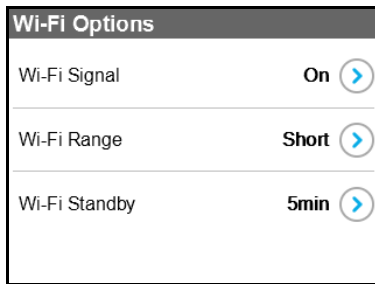 Wi-Fi Options
Wi-Fi Signal On
Wi-Fi Range Short
Wi-Fi Standby 5min